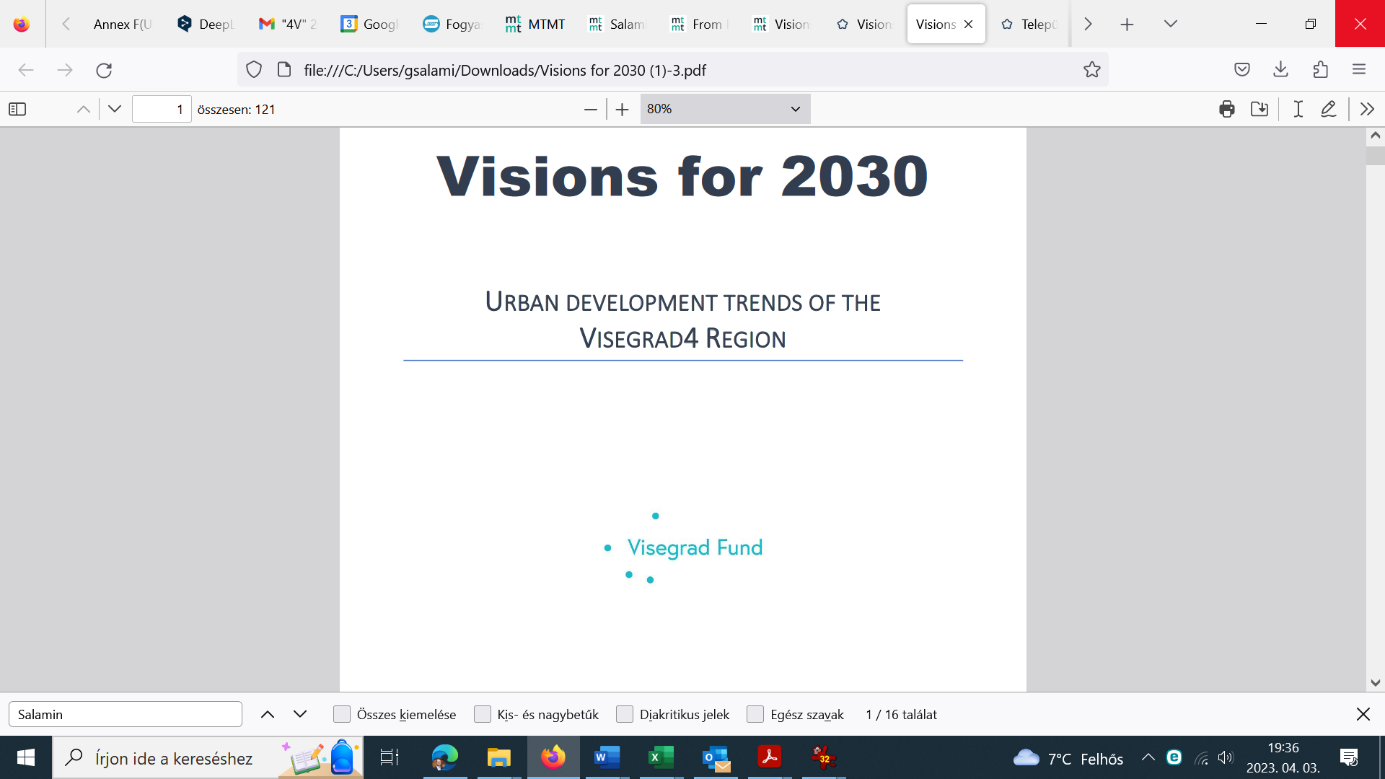 Annex F(U
DeepL
"4V" 2
Googl
Fogya
MTMT
Salam
From
Vision
Vision
Visions
Telepü
file:///C:/Users/gsalami/Downloads/Visions for 2030 (1)-3.pdf
1 összesen: 121
80%
Visions for 2030
URBAN DEVELOPMENT TRENDS OF THE
VISEGRAD4 REGION
Visegrad Fund
Salamin
Összes kiemelése
Kis- és nagybetűk
Diakritikus jelek
Egész szavak
1 / 16 találat
Írjon ide a kereséshez
32
7°C Felhős
19:36
2023. 04. 03.